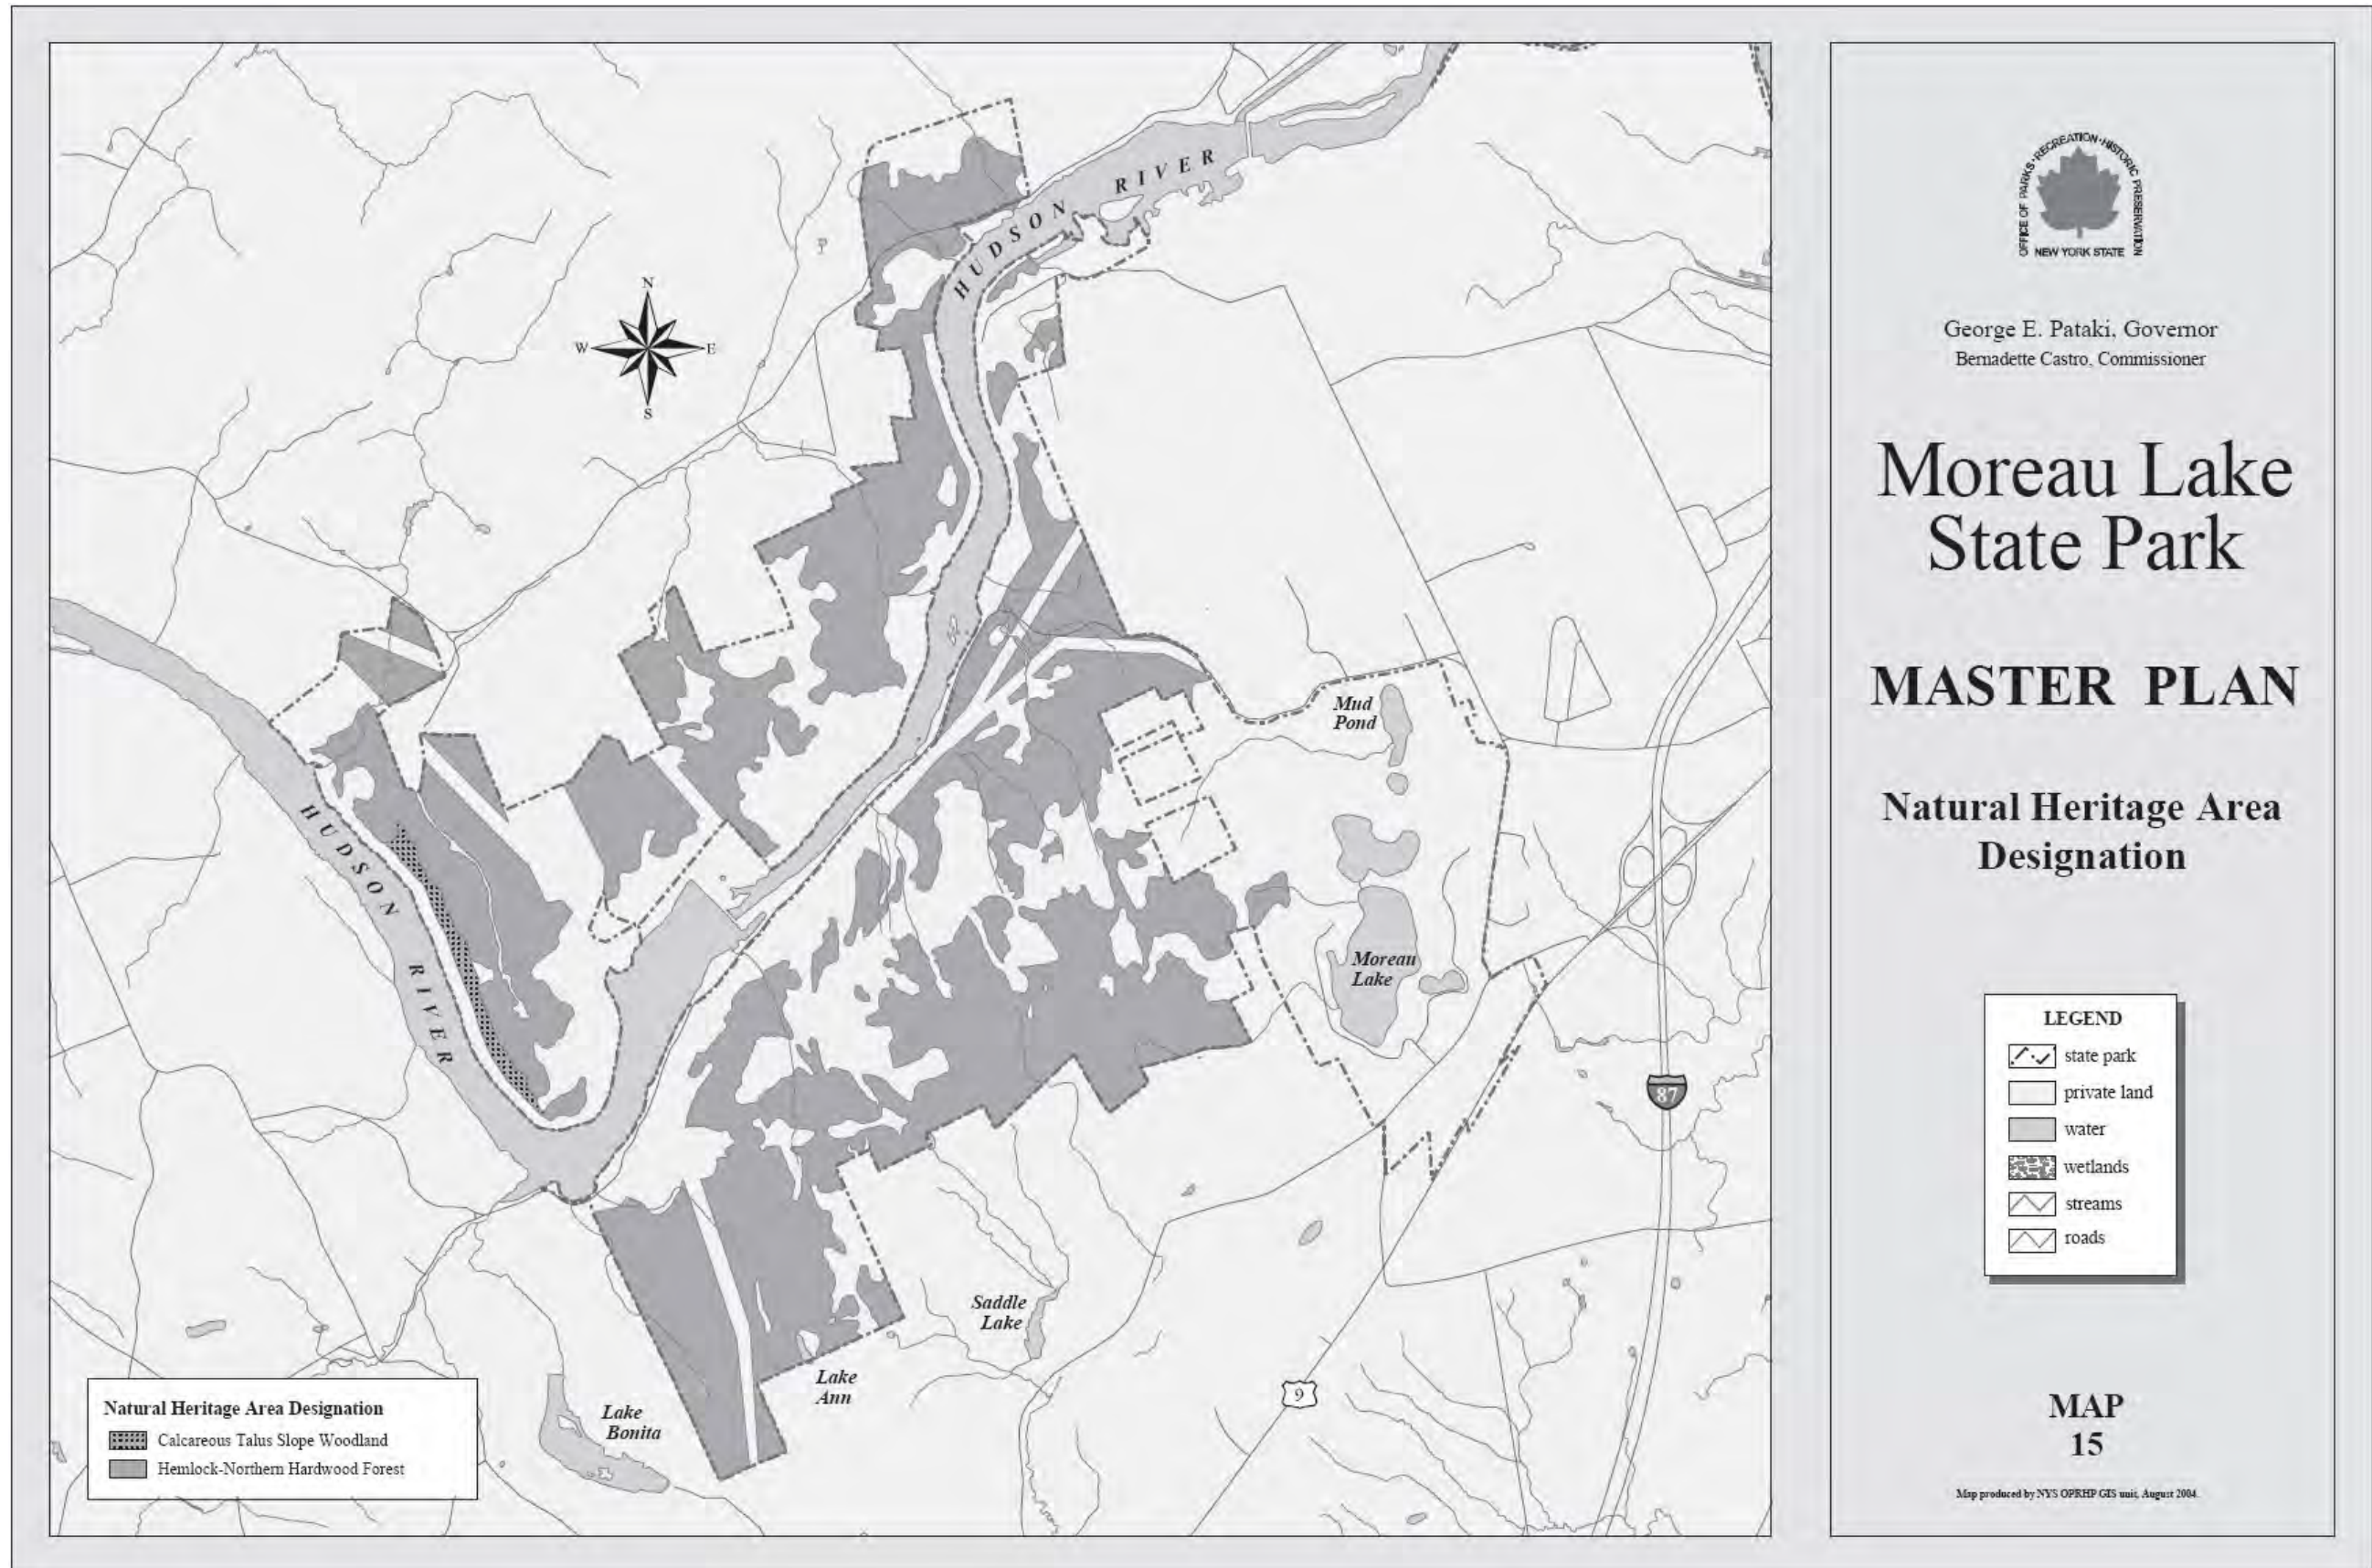 HUDSON RIVER
N
W E
S
Mud
Pond
HUDSON RIVER
Moreau
Lake
87
Saddle
Lake
Lake
Ann
9
Lake
Bonita
Natural Heritage Area Designation
Calcareous Talus Slope Woodland
Hemlock-Northern Hardwood Forest
OFFICE OF PARKS • RECREATION • HISTORIC PRESERVATION
NEW YORK STATE
George E. Pataki, Governor
Bernadette Castro, Commissioner
Moreau Lake
State Park
MASTER PLAN
Natural Heritage Area
Designation
LEGEND
state park
private land
water
wetlands
streams
roads
MAP
15
Map produced by NYS OPRHP GIS unit, August 2004.